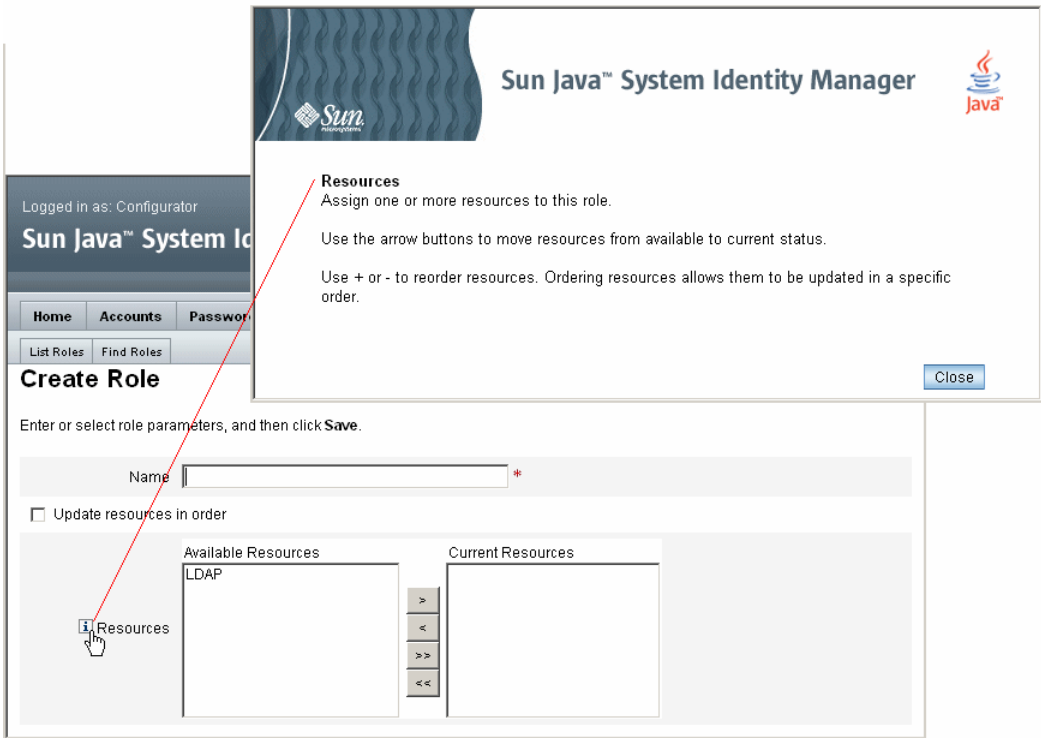 Sun
microsystems
Sun Java™ System Identity Manager
Java™
Resources
Assign one or more resources to this role.
Use the arrow buttons to move resources from available to current status.
Use + or - to reorder resources. Ordering resources allows them to be updated in a specific
order.
Close
Logged in as: Configurator
Sun Java™ System Id
Home
Accounts
Passwor
List Roles
Find Roles
Create Role
Enter or select role parameters, and then click Save.
Name
*
Update resources in order
Available Resources
Current Resources
LDAP
i
Resources
>
<
>>
<<